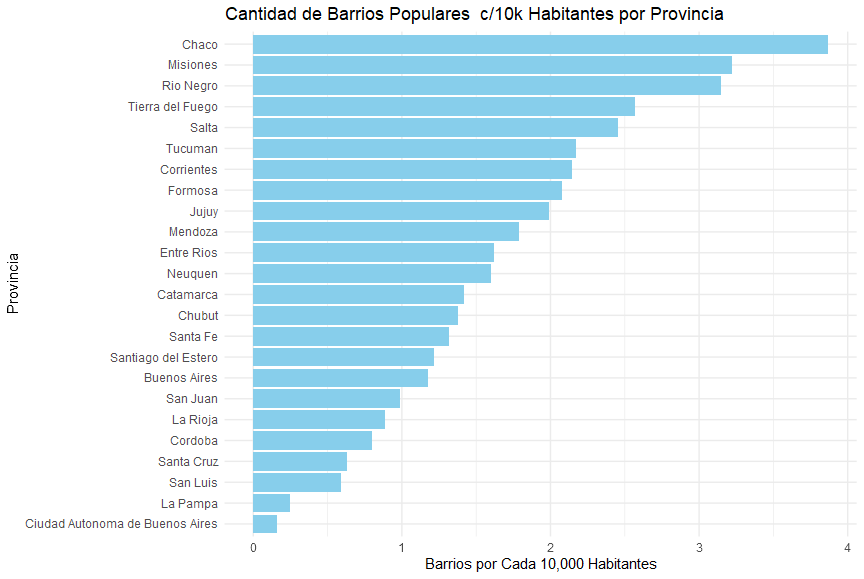 Cantidad de Barrios Populares  c/10k Habitantes por Provincia
Provincia
Chaco
Misiones
Rio Negro
Tierra del Fuego
Salta
Tucuman
Corrientes
Formosa
Jujuy
Mendoza
Entre Rios
Neuquen
Catamarca
Chubut
Santa Fe
Santiago del Estero
Buenos Aires
San Juan
La Rioja
Cordoba
Santa Cruz
San Luis
La Pampa
Ciudad Autonoma de Buenos Aires
0 1 2 3 4
Barrios por Cada 10,000 Habitantes